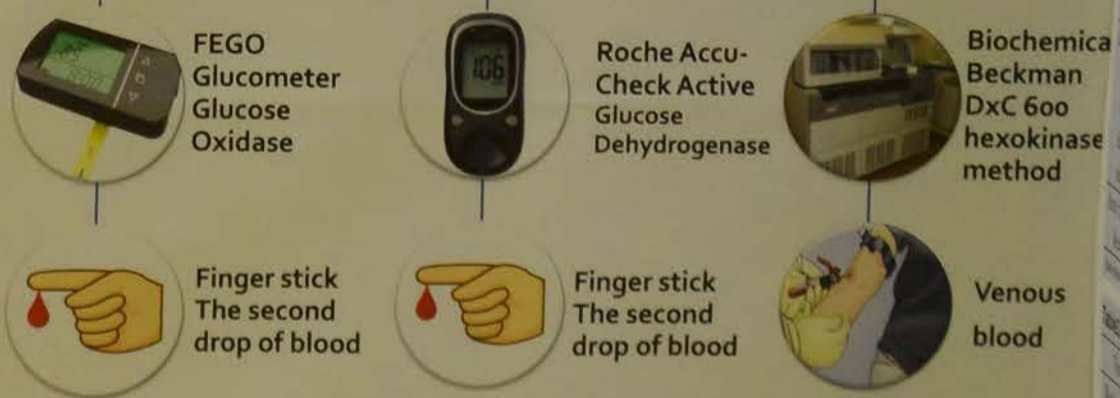 FEGO
Glucometer
Glucose
Oxidase
106
Roche Accu-
Check Active
Glucose
Dehydrogenase
Biochemica
Beckman
DxC 600
hexokinase
method
Finger stick
The second
drop of blood
Finger stick
The second
drop of blood
Venous
blood